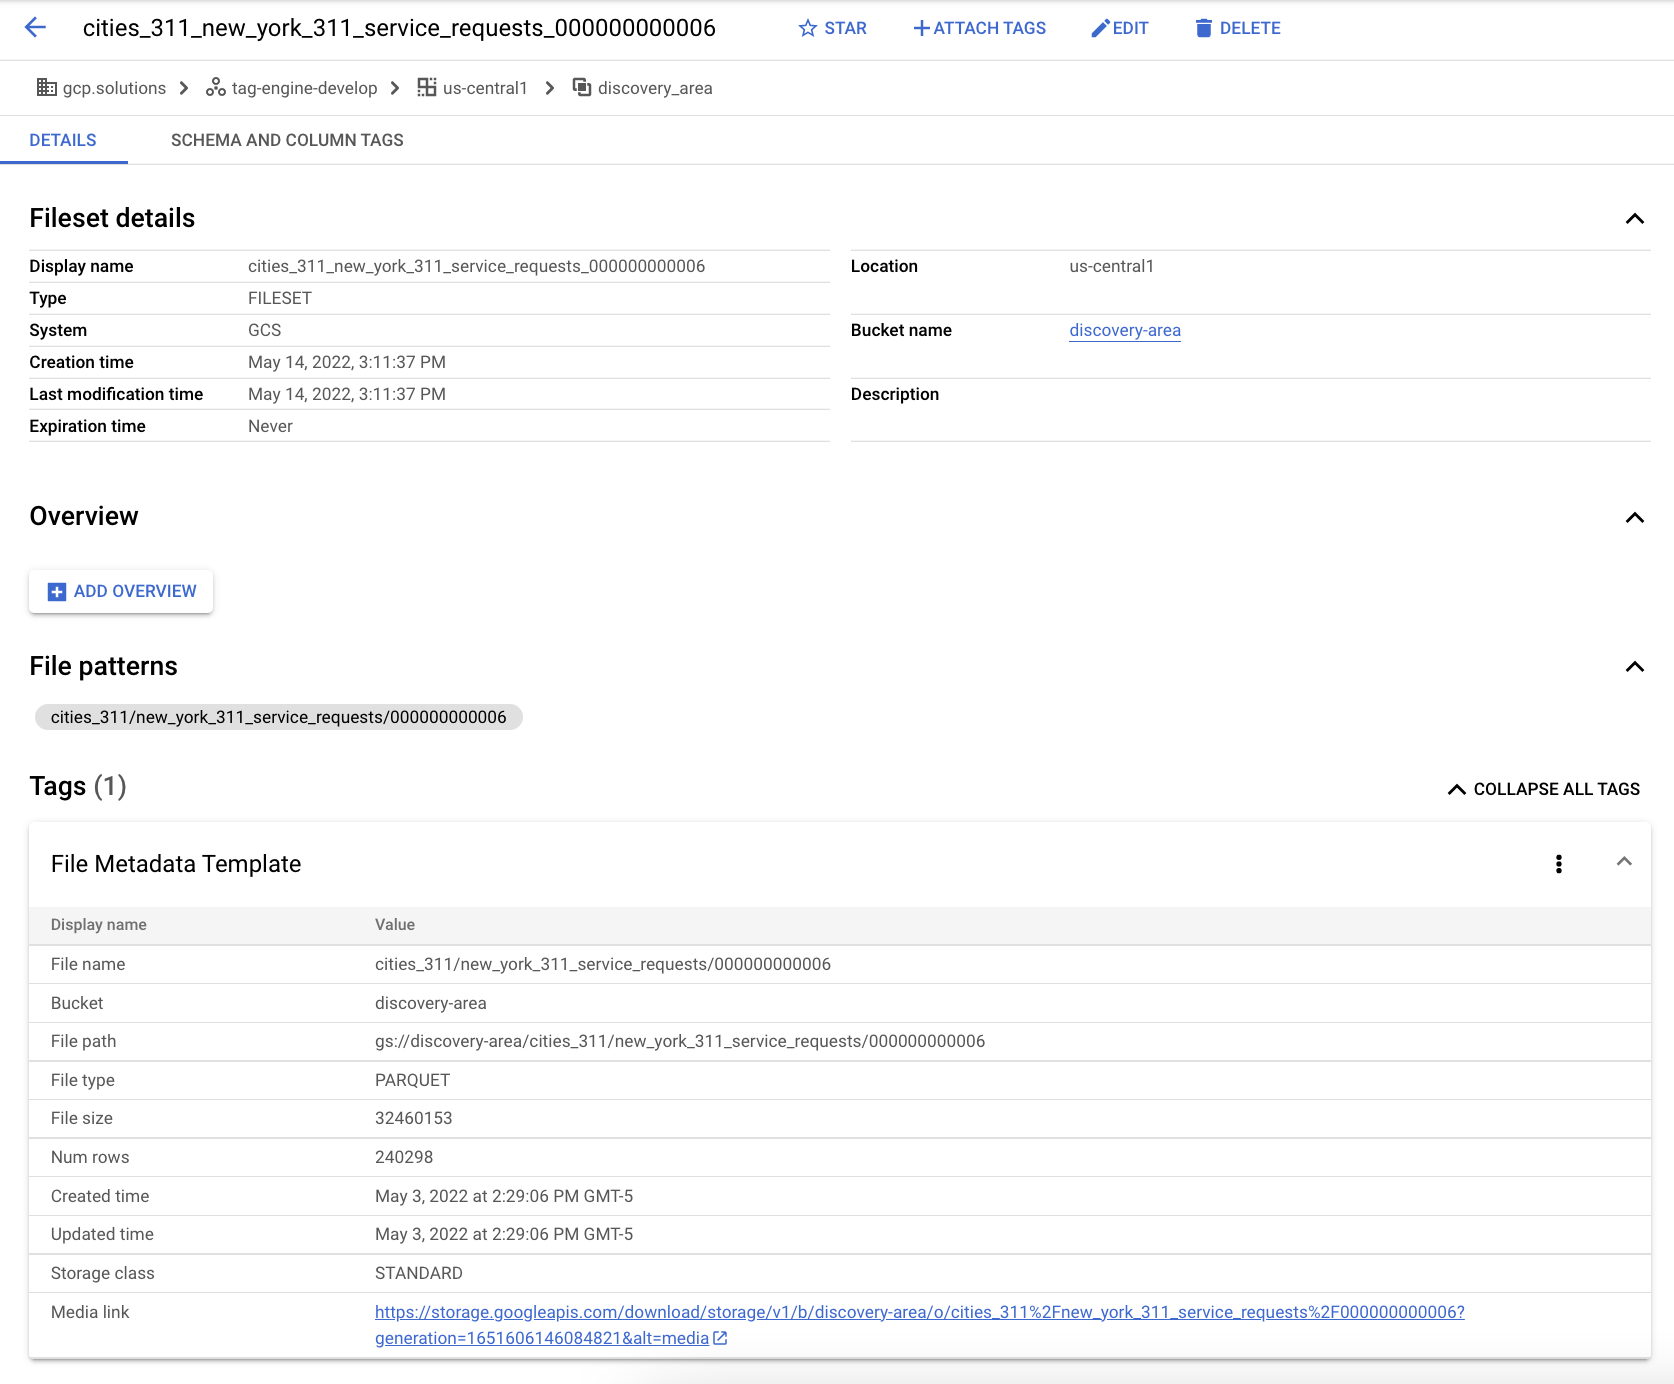 cities_311_new_york_311_service_requests_000000000006 STAR ATTACH TAGS EDIT DELETE
gcp.solutions tag-engine-develop us-central1 discovery_area
DETAILS SCHEMA AND COLUMN TAGS
Fileset details
Display name cities_311_new_york_311_service_requests_000000000006
Type FILESET
System GCS
Creation time May 14, 2022, 3:11:37 PM
Last modification time May 14, 2022, 3:11:37 PM
Expiration time Never
Location us-central1
Bucket name discovery-area
Description
Overview
ADD OVERVIEW
File patterns
cities_311/new_york_311_service_requests/000000000006
Tags (1) COLLAPSE ALL TAGS
File Metadata Template
Display name Value
File name cities_311/new_york_311_service_requests/000000000006
Bucket discovery-area
File path gs://discovery-area/cities_311/new_york_311_service_requests/000000000006
File type PARQUET
File size 32460153
Num rows 240298
Created time May 3, 2022 at 2:29:06 PM GMT-5
Updated time May 3, 2022 at 2:29:06 PM GMT-5
Storage class STANDARD
Media link https://storage.googleapis.com/download/storage/v1/b/discovery-area/o/cities_311%2Fnew_york_311_service_requests%2F000000000006?
generation=1651606146084821&alt=media